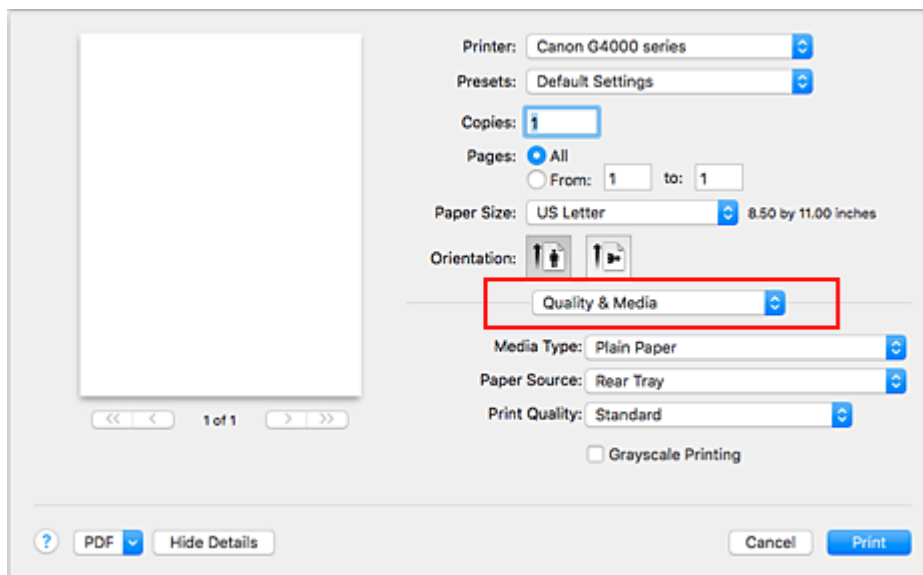 Printer: Canon G4000 series
Presets: Default Settings
Copies: 1
Pages: All
From: 1 to: 1
Paper Size: US Letter 8.50 by 11.00 inches
Orientation:
Quality & Media
Media Type: Plain Paper
Paper Source: Rear Tray
Print Quality: Standard
Grayscale Printing
<< < 1 of 1 > >>
? PDF Hide Details Cancel Print